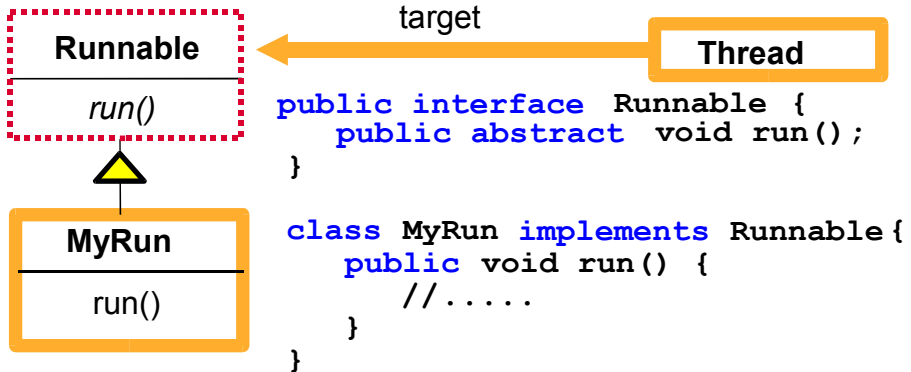 target
Runnable
Thread
run()
public interface Runnable {
public abstract void run();
}
MyRun
run()
class MyRun implements Runnable{
public void run() {
//.....
}
}